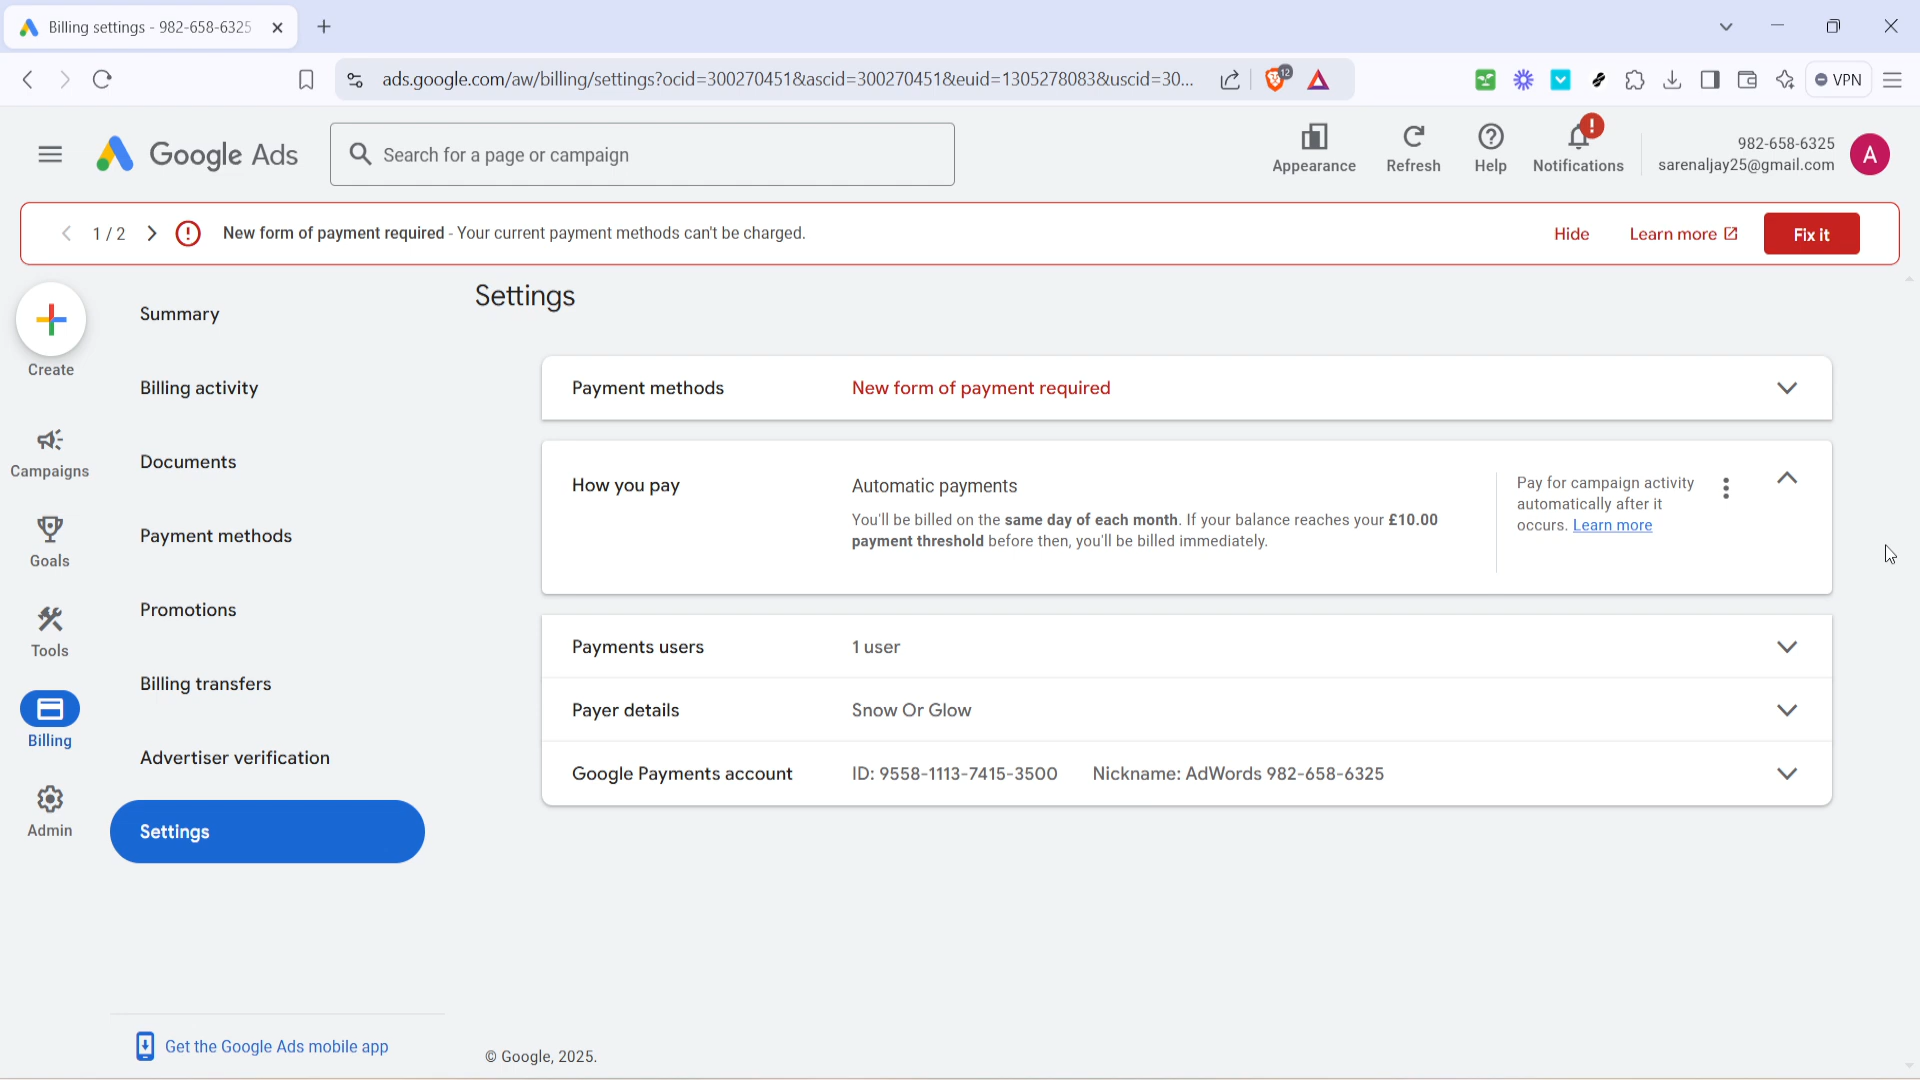 Billing settings - 982-658-6325
ads.google.com/aw/billing/settings?ocid=300270451&ascid=300270451&euid=1305278083&uscid=30...
12
VPN
Google Ads
Search for a page or campaign
Appearance
Refresh
Help
!
Notifications
982-658-6325
sarenaljay25@gmail.com
A
1 / 2
New form of payment required - Your current payment methods can't be charged.
Hide
Learn more
Fix it
Create
Campaigns
Goals
Tools
Billing
Admin
Summary
Billing activity
Documents
Payment methods
Promotions
Billing transfers
Advertiser verification
Settings
Get the Google Ads mobile app
Settings
Payment methods
New form of payment required
How you pay
Automatic payments
You'll be billed on the same day of each month. If your balance reaches your £10.00
payment threshold before then, you'll be billed immediately.
Pay for campaign activity
automatically after it
occurs. Learn more
Payments users
1 user
Payer details
Snow Or Glow
Google Payments account
ID: 9558-1113-7415-3500
Nickname: AdWords 982-658-6325
© Google, 2025.